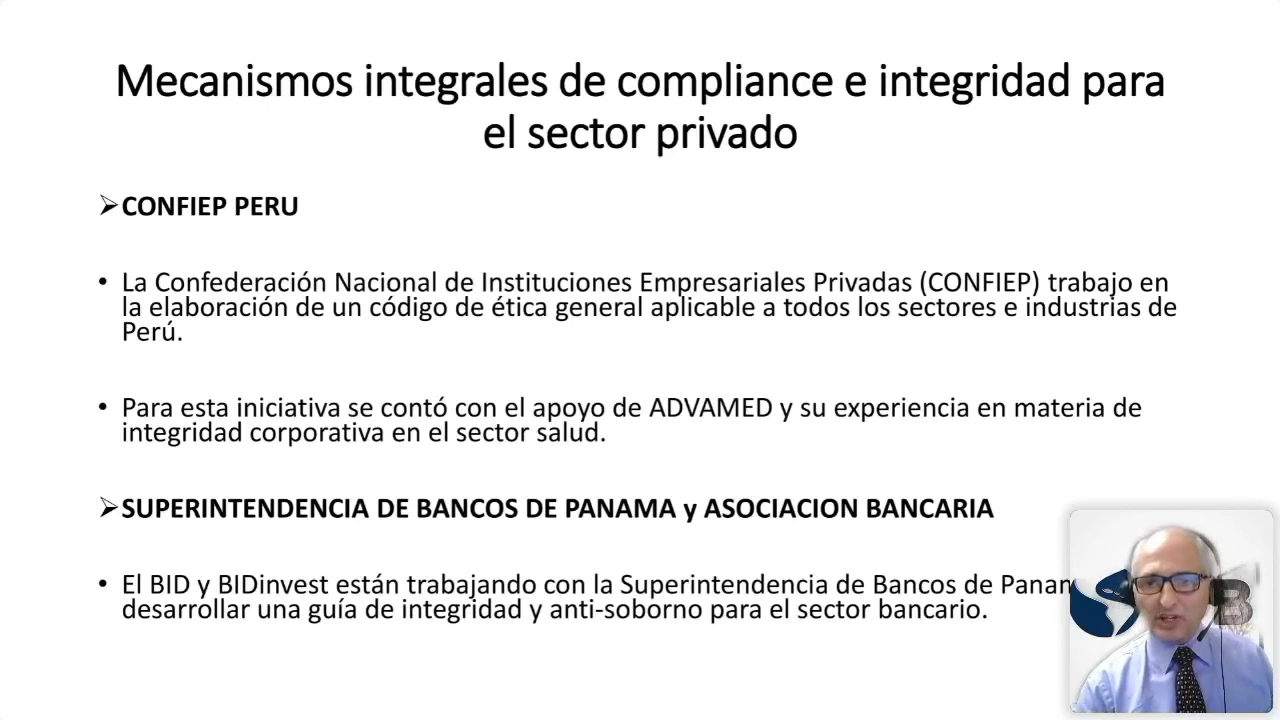 Mecanismos integrales de compliance e integridad para
el sector privado
➢CONFIEP PERU
• La Confederación Nacional de Instituciones Empresariales Privadas (CONFIEP) trabajo en
la elaboración de un código de ética general aplicable a todos los sectores e industrias de
Perú.
• Para esta iniciativa se contó con el apoyo de ADVAMED y su experiencia en materia de
integridad corporativa en el sector salud.
➢SUPERINTENDENCIA DE BANCOS DE PANAMA y ASOCIACION BANCARIA
• El BID y BIDinvest están trabajando con la Superintendencia de Bancos de
desarrollar una guía de integridad y anti-soborno para el sector bancario.